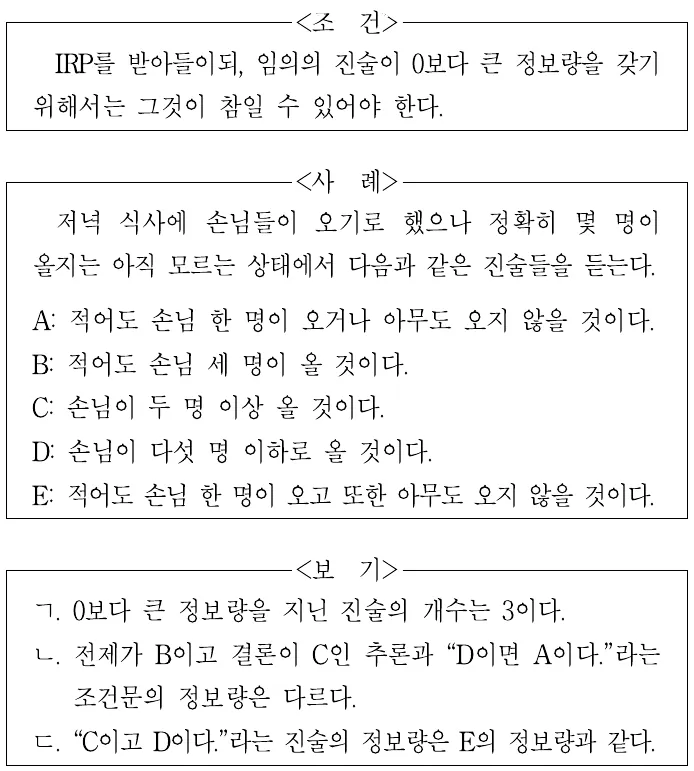 <조 건>
IRP를 받아들이되, 임의의 진술이 0보다 큰 정보량을 갖기
위해서는 그것이 참일 수 있어야 한다.
<사 례>
저녁 식사에 손님들이 오기로 했으나 정확히 몇 명이
올지는 아직 모르는 상태에서 다음과 같은 진술들을 듣는다.
A: 적어도 손님 한 명이 오거나 아무도 오지 않을 것이다.
B: 적어도 손님 세 명이 올 것이다.
C: 손님이 두 명 이상 올 것이다.
D: 손님이 다섯 명 이하로 올 것이다.
E: 적어도 손님 한 명이 오고 또한 아무도 오지 않을 것이다.
<보 기>
ㄱ. 0보다 큰 정보량을 지닌 진술의 개수는 3이다.
ㄴ. 전제가 B이고 결론이 C인 추론과 “D이면 A이다.”라는
조건문의 정보량은 다르다.
ㄷ. “C이고 D이다.”라는 진술의 정보량은 E의 정보량과 같다.